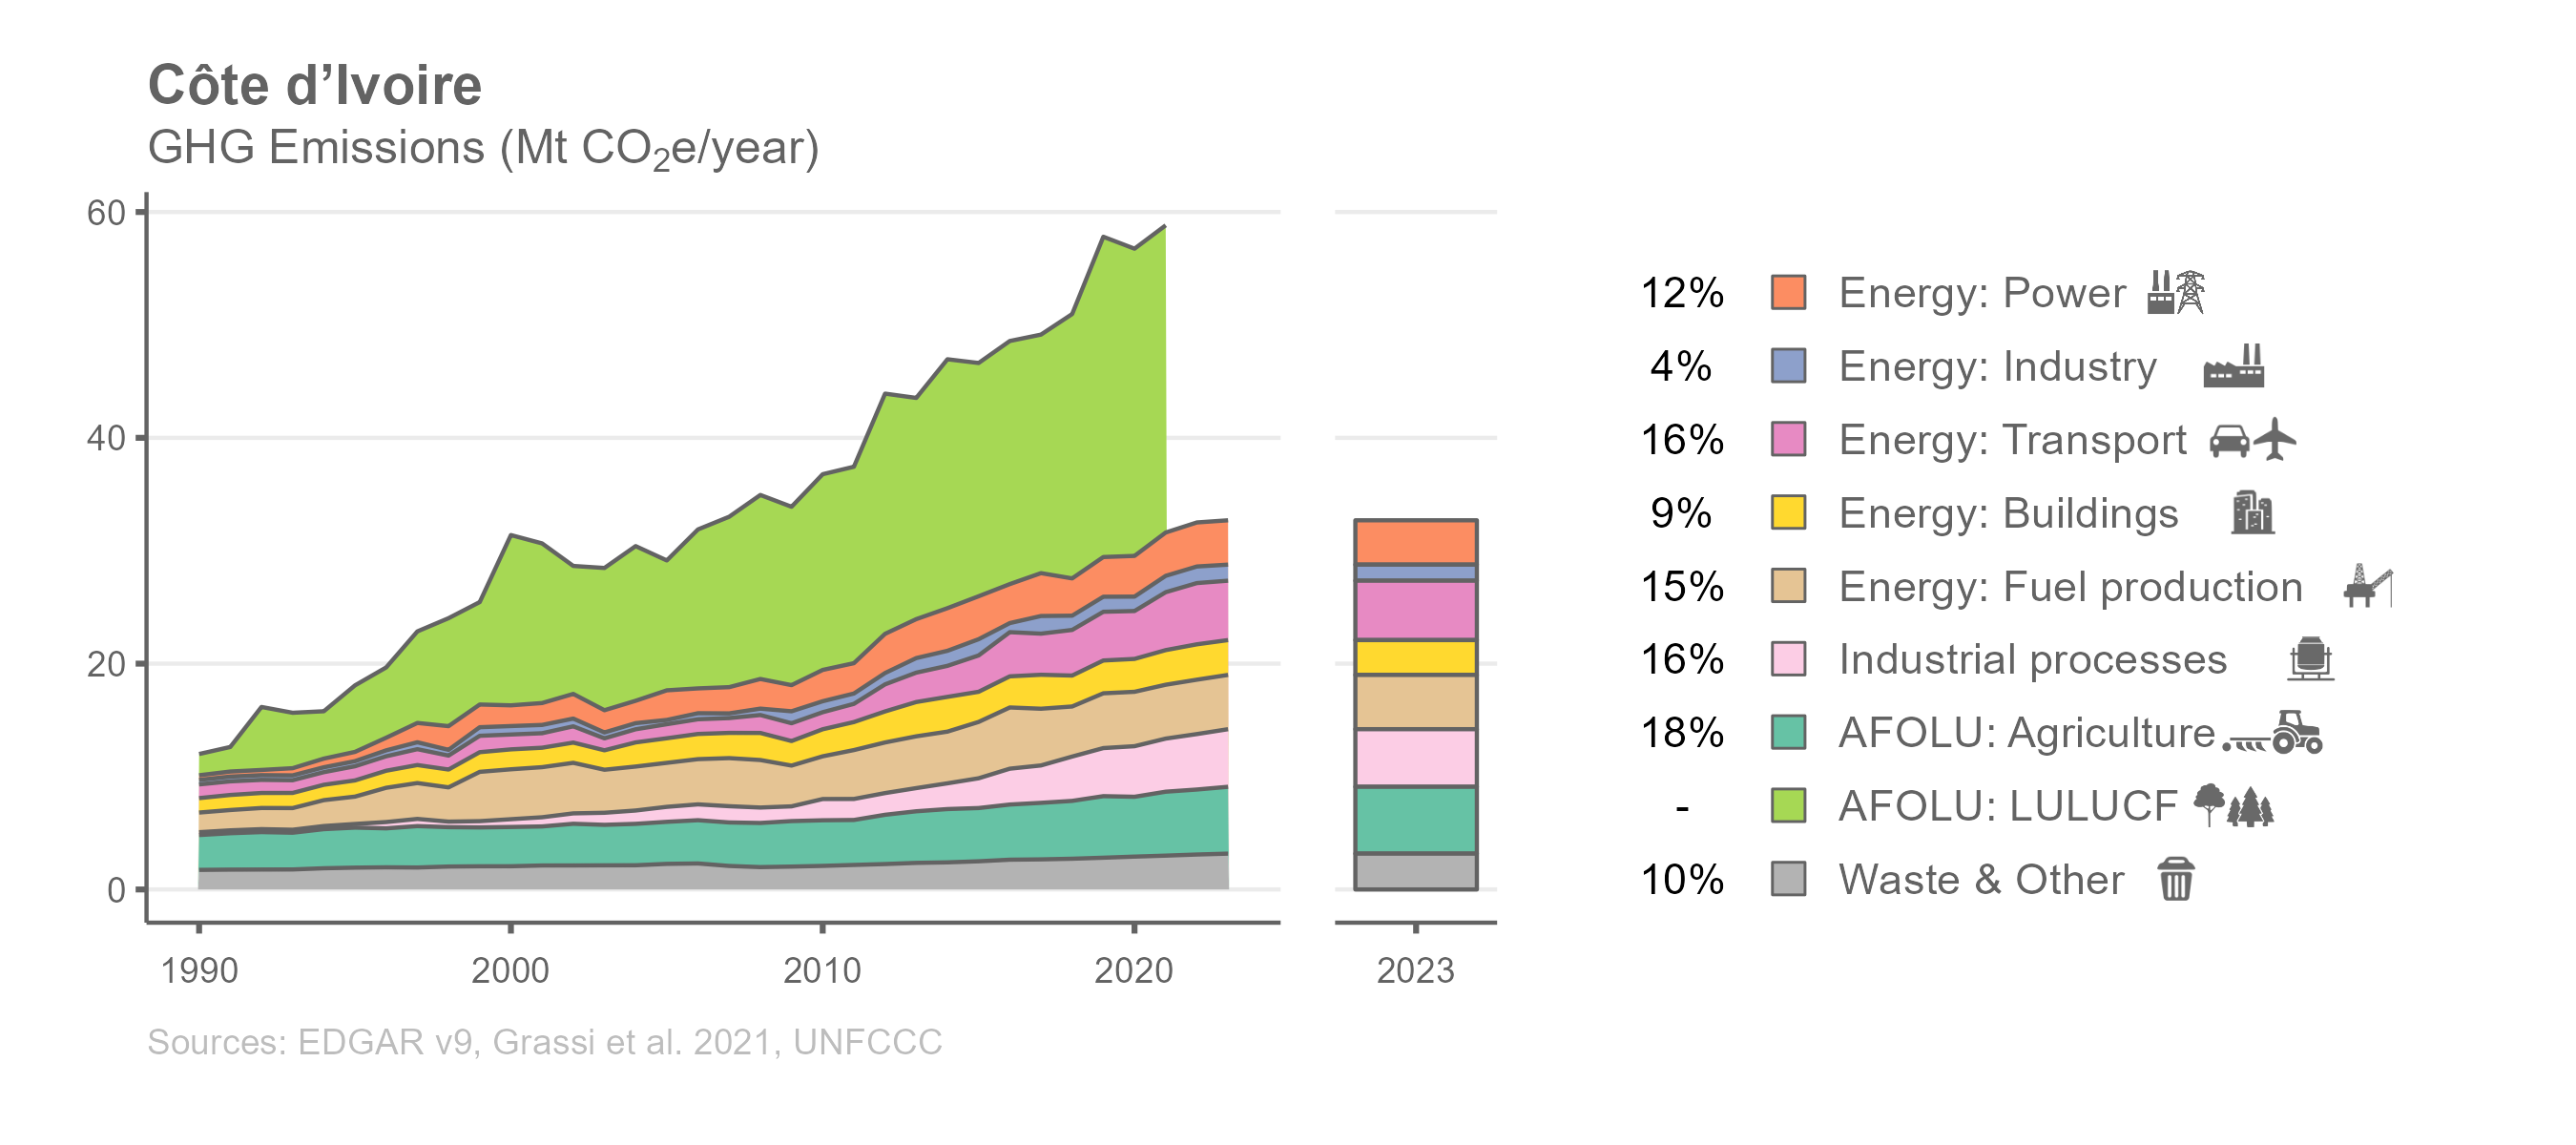 Côte d’Ivoire
GHG Emissions (Mt CO₂e/year)
60
40
20
0
1990 2000 2010 2020 2023
12% Energy: Power
4% Energy: Industry
16% Energy: Transport
9% Energy: Buildings
15% Energy: Fuel production
16% Industrial processes
18% AFOLU: Agriculture
- AFOLU: LULUCF
10% Waste & Other
Sources: EDGAR v9, Grassi et al. 2021, UNFCCC